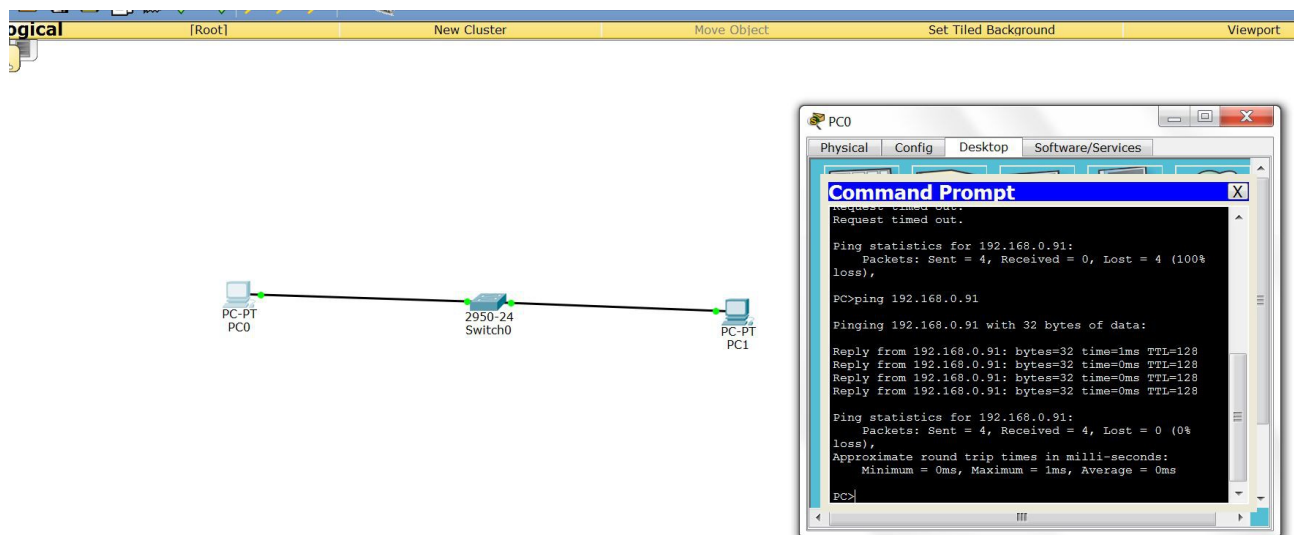 ogical [Root] New Cluster Move Object Set Tiled Background Viewport
PC0
Physical Config Desktop Software/Services
Command Prompt X
Request timed out.
Request timed out.
Ping statistics for 192.168.0.91:
Packets: Sent = 4, Received = 0, Lost = 4 (100%
loss),
PC>ping 192.168.0.91
Pinging 192.168.0.91 with 32 bytes of data:
Reply from 192.168.0.91: bytes=32 time=1ms TTL=128
Reply from 192.168.0.91: bytes=32 time=0ms TTL=128
Reply from 192.168.0.91: bytes=32 time=0ms TTL=128
Reply from 192.168.0.91: bytes=32 time=0ms TTL=128
Ping statistics for 192.168.0.91:
Packets: Sent = 4, Received = 4, Lost = 0 (0%
loss),
Approximate round trip times in milli-seconds:
Minimum = 0ms, Maximum = 1ms, Average = 0ms
PC>
PC-PT
PC0
2950-24
Switch0
PC-PT
PC1